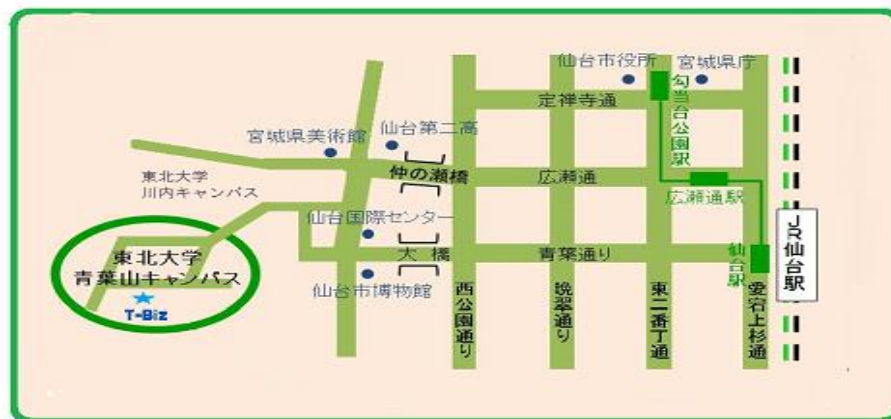 仙台市役所
宮城県庁
定禅寺通
勾当台公園駅
宮城県美術館
仙台第二高
東北大学
川内キャンパス
仲の瀬橋
広瀬通
広瀬通駅
仙台国際センター
大橋
青葉通り
仙台駅
JR仙台駅
東北大学
青葉山キャンパス
T-Biz
仙台市博物館
西公園通り
晩翠通り
東二番丁通
愛宕上杉通